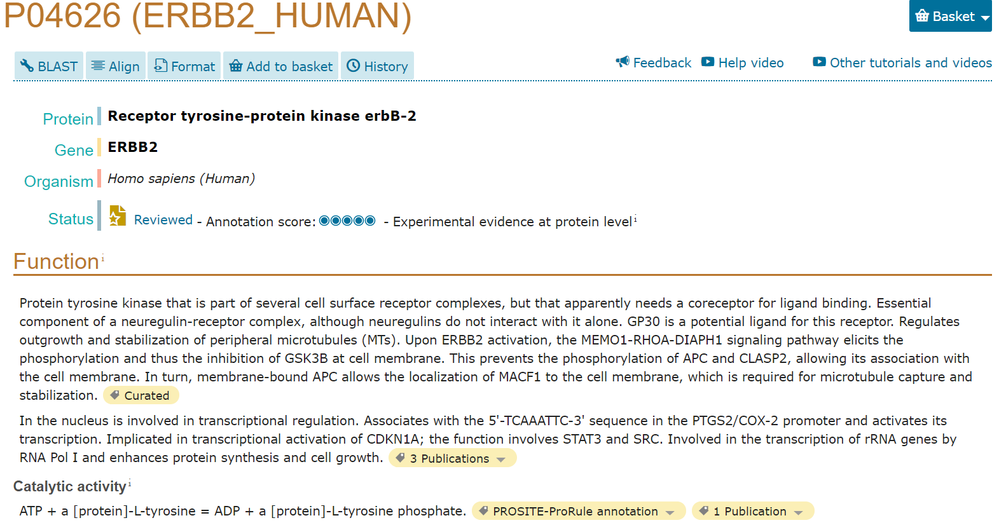 P04626 (ERBB2_HUMAN)
Basket
BLAST Align Format Add to basket History
Feedback Help video Other tutorials and videos
Protein Receptor tyrosine-protein kinase erbB-2
Gene ERBB2
Organism Homo sapiens (Human)
Status Reviewed - Annotation score: - Experimental evidence at protein level i
Function i
Protein tyrosine kinase that is part of several cell surface receptor complexes, but that apparently needs a coreceptor for ligand binding. Essential
component of a neuregulin-receptor complex, although neuregulins do not interact with it alone. GP30 is a potential ligand for this receptor. Regulates
outgrowth and stabilization of peripheral microtubules (MTs). Upon ERBB2 activation, the MEMO1-RHOA-DIAPH1 signaling pathway elicits the
phosphorylation and thus the inhibition of GSK3B at cell membrane. This prevents the phosphorylation of APC and CLASP2, allowing its association with
the cell membrane. In turn, membrane-bound APC allows the localization of MACF1 to the cell membrane, which is required for microtubule capture and
stabilization. Curated
In the nucleus is involved in transcriptional regulation. Associates with the 5'-TCAAATTC-3' sequence in the PTGS2/COX-2 promoter and activates its
transcription. Implicated in transcriptional activation of CDKN1A; the function involves STAT3 and SRC. Involved in the transcription of rRNA genes by
RNA Pol I and enhances protein synthesis and cell growth. 3 Publications
Catalytic activity i
ATP + a [protein]-L-tyrosine = ADP + a [protein]-L-tyrosine phosphate. PROSITE-ProRule annotation 1 Publication